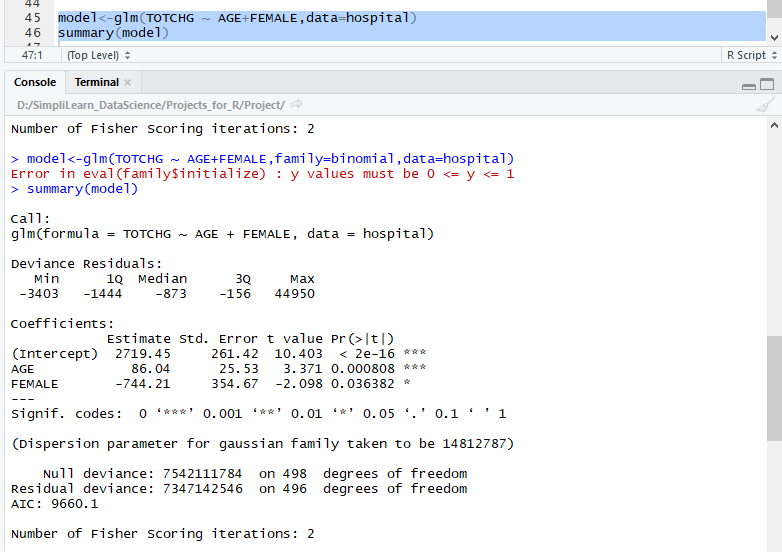 44
45 model<-glm(TOTCHG ~ AGE+FEMALE,data=hospital)
46 summary(model)
47
47:1 (Top Level) R Script
Console Terminal ×
D:/SimpliLearn_DataScience/Projects_for_R/Project/
Number of Fisher Scoring iterations: 2
> model<-glm(TOTCHG ~ AGE+FEMALE,family=binomial,data=hospital)
Error in eval(family$initialize) : y values must be 0 <= y <= 1
> summary(model)
Call:
glm(formula = TOTCHG ~ AGE + FEMALE, data = hospital)
Deviance Residuals:
Min 1Q Median 3Q Max
-3403 -1444 -873 -156 44950
Coefficients:
Estimate Std. Error t value Pr(>|t|)
(Intercept) 2719.45 261.42 10.403 < 2e-16 ***
AGE 86.04 25.53 3.371 0.000808 ***
FEMALE -744.21 354.67 -2.098 0.036382 *
---
Signif. codes: 0 ‘***’ 0.001 ‘**’ 0.01 ‘*’ 0.05 ‘.’ 0.1 ‘ ’ 1
(Dispersion parameter for gaussian family taken to be 14812787)
Null deviance: 7542111784 on 498 degrees of freedom
Residual deviance: 7347142546 on 496 degrees of freedom
AIC: 9660.1
Number of Fisher Scoring iterations: 2